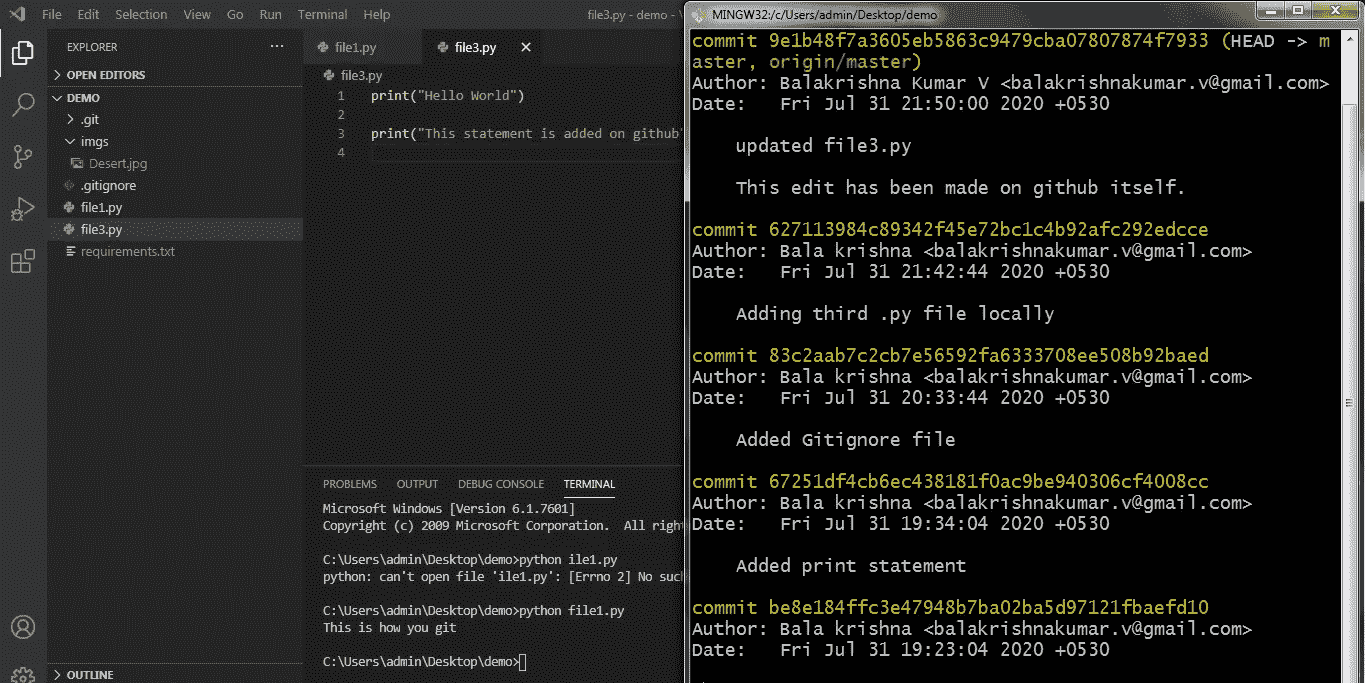 File Edit Selection View Go Run Terminal Help
file3.py - demo -
EXPLORER
OPEN EDITORS
DEMO
.git
imgs
Desert.jpg
.gitignore
file1.py
file3.py
requirements.txt
OUTLINE
file1.py
file3.py
file3.py
1 print("Hello World")
2
3 print("This statement is added on github"
4
PROBLEMS OUTPUT DEBUG CONSOLE TERMINAL
Microsoft Windows [Version 6.1.7601]
Copyright (c) 2009 Microsoft Corporation. All
C:\Users\admin\Desktop\demo>python ile1.py
python: can't open file 'ile1.py': [Errno 2] No
C:\Users\admin\Desktop\demo>python file1.py
This is how you git
C:\Users\admin\Desktop\demo>
MINGW32:/c/Users/admin/Desktop/demo
commit 9e1b48f7a3605eb5863c9479cba07807874f7933 (HEAD -> m
aster, origin/master)
Author: Balakrishna Kumar V <balakrishnakumar.v@gmail.com>
Date: Fri Jul 31 21:50:00 2020 +0530
updated file3.py
This edit has been made on github itself.
commit 627113984c89342f45e72bc1c4b92afc292edcce
Author: Bala krishna <balakrishnakumar.v@gmail.com>
Date: Fri Jul 31 21:42:44 2020 +0530
Adding third .py file locally
commit 83c2aab7c2cb7e56592fa6333708ee508b92baed
Author: Bala krishna <balakrishnakumar.v@gmail.com>
Date: Fri Jul 31 20:33:44 2020 +0530
Added Gitignore file
commit 67251df4cb6ec438181f0ac9be940306cf4008cc
Author: Bala krishna <balakrishnakumar.v@gmail.com>
Date: Fri Jul 31 19:34:04 2020 +0530
Added print statement
commit be8e184ffc3e47948b7ba02ba5d97121fbaefd10
Author: Bala krishna <balakrishnakumar.v@gmail.com>
Date: Fri Jul 31 19:23:04 2020 +0530